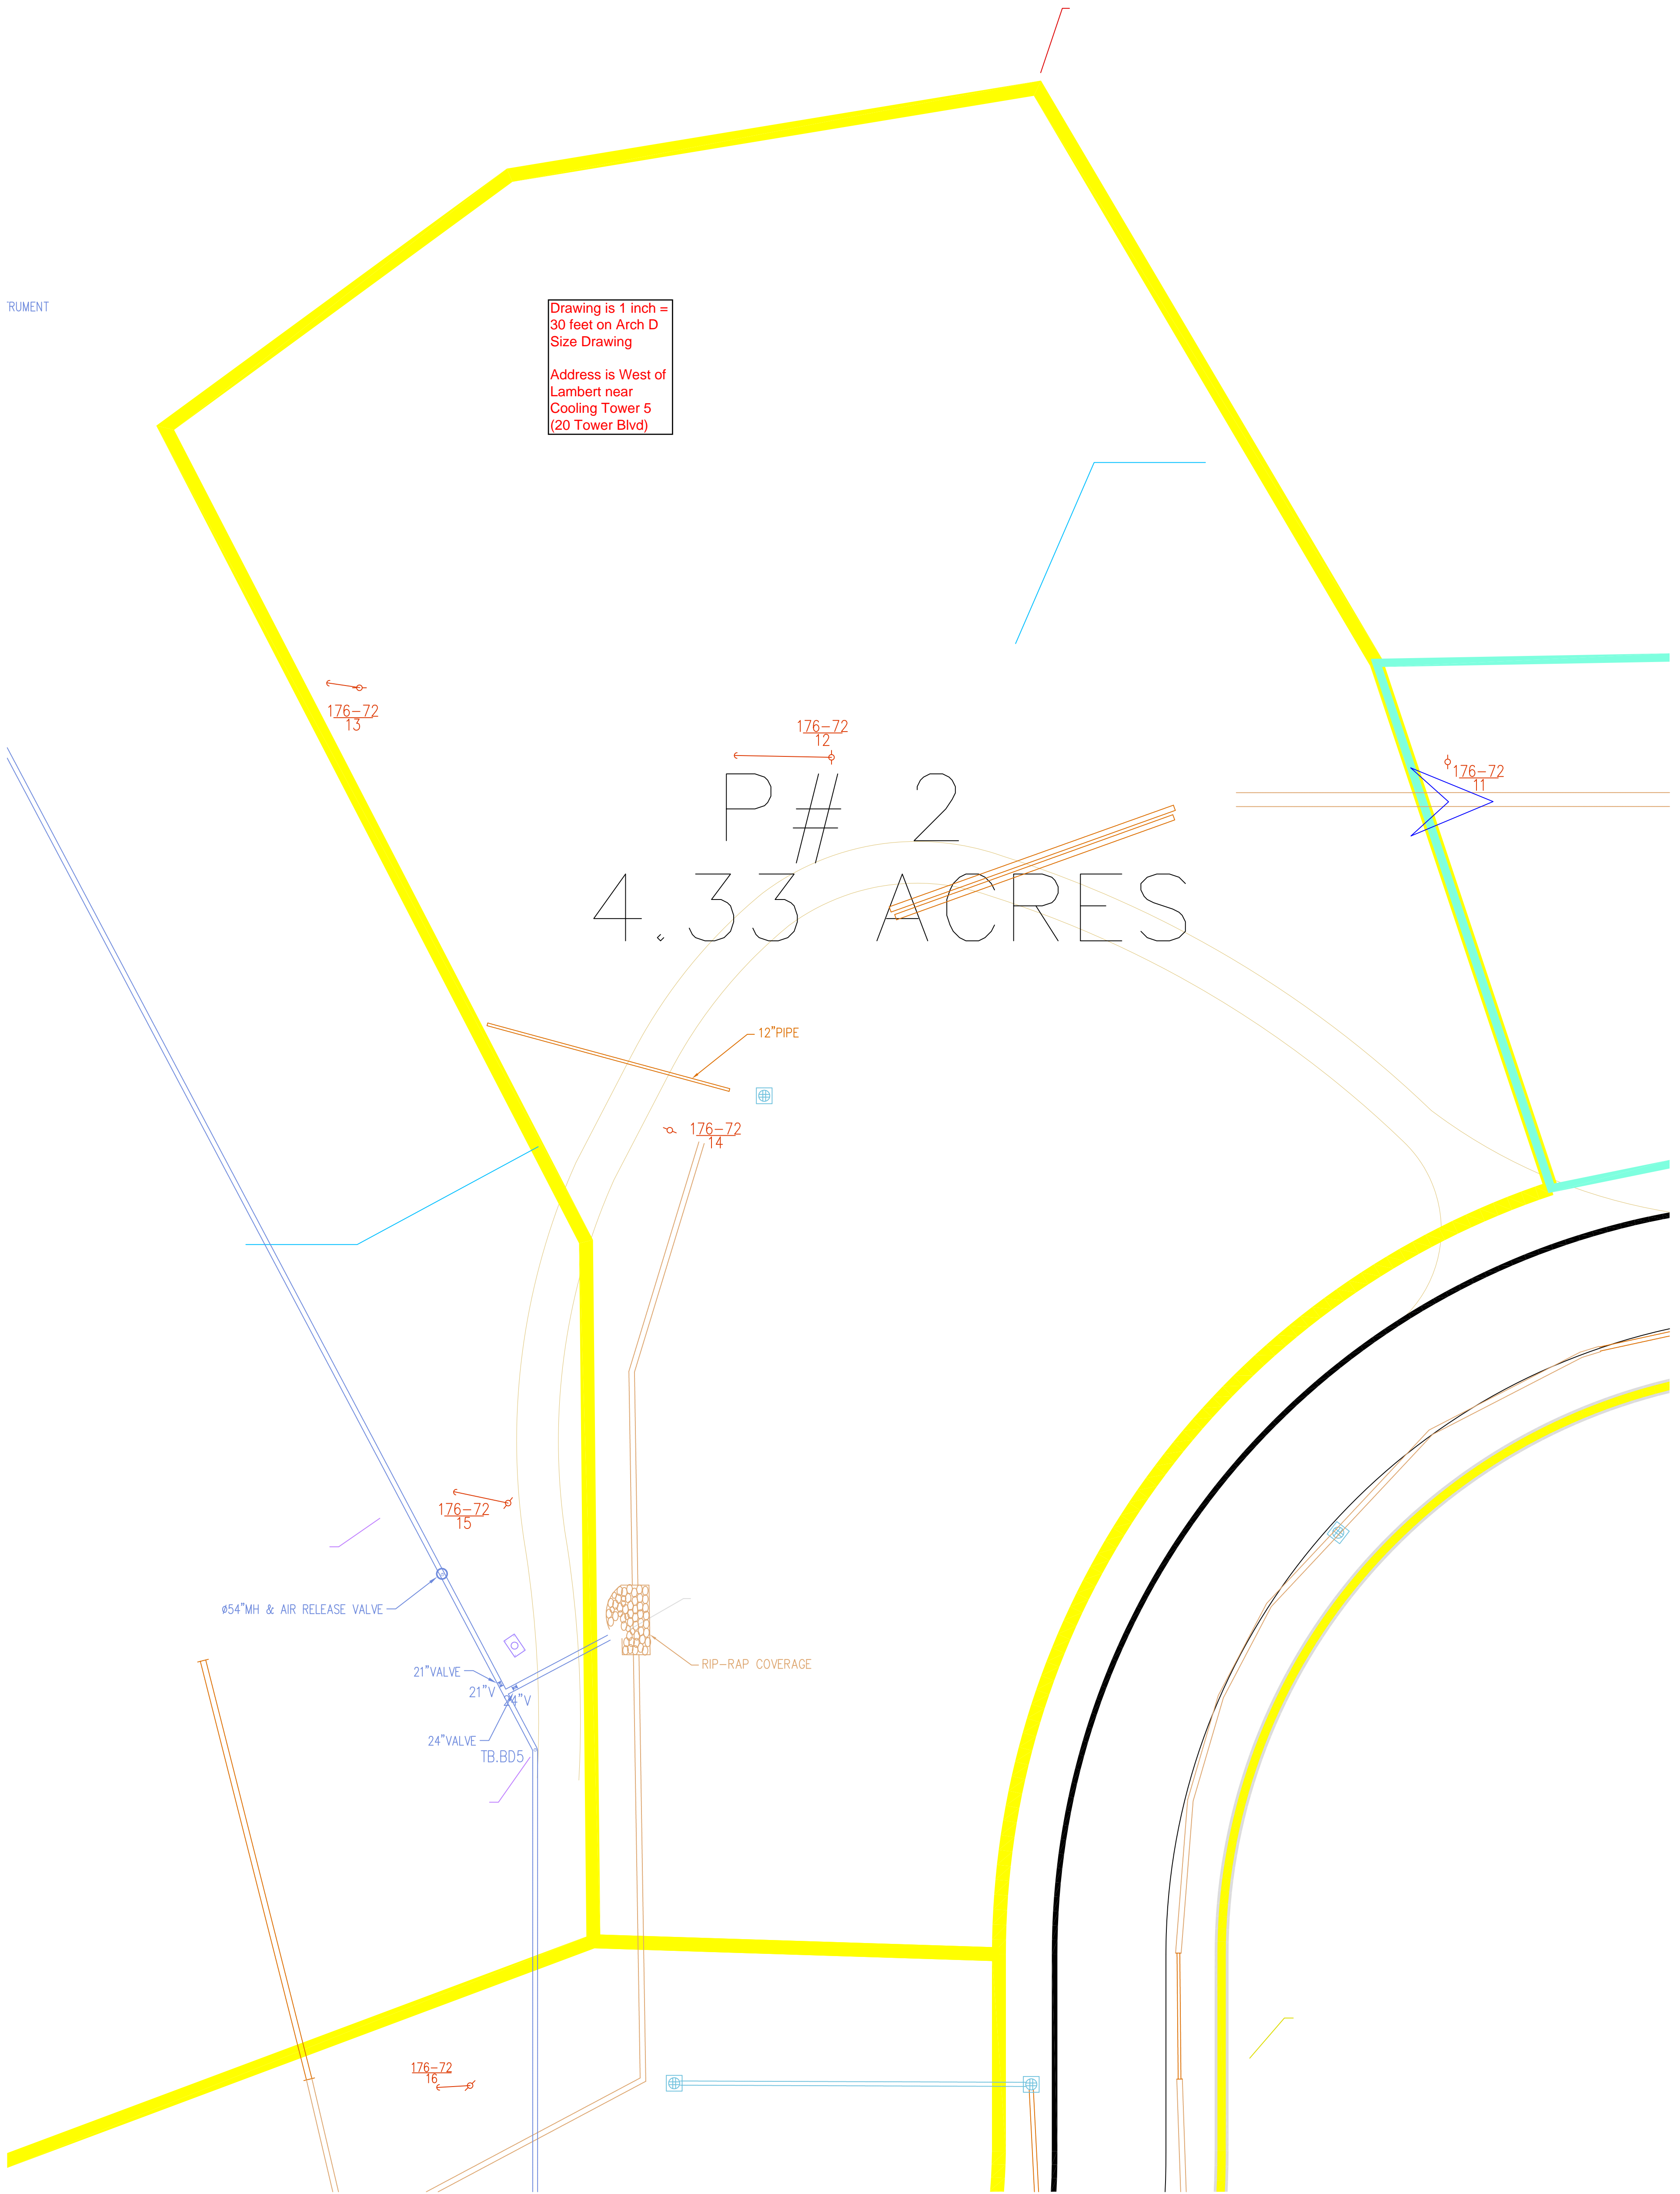 'RUMENT
Drawing is 1 inch =
30 feet on Arch D
Size Drawing
Address is West of
Lambert near
Cooling Tower 5
(20 Tower Blvd)
176-72
13
176-72
12
176-72
11
P# 2
4.33 ACRES
12"PIPE
176-72
14
176-72
15
ø54"MH & AIR RELEASE VALVE
RIP-RAP COVERAGE
21"VALVE
21"V
24"V
24"VALVE
TB.BD5
176-72
16